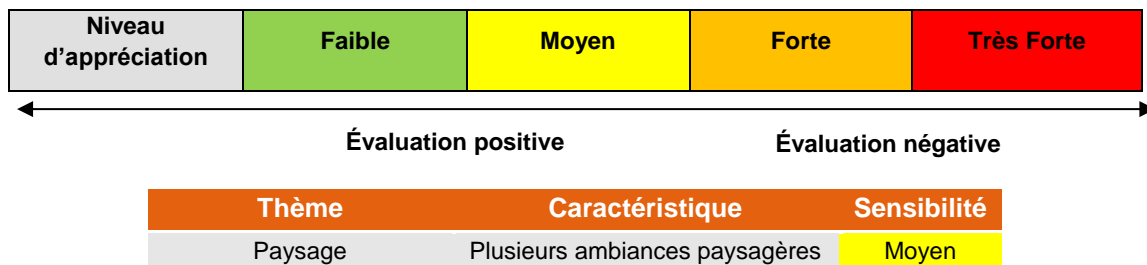 Niveau d'appréciation Faible Moyen Forte Très Forte
Évaluation positive Évaluation négative
Thème Caractéristique Sensibilité
Paysage Plusieurs ambiances paysagères Moyen